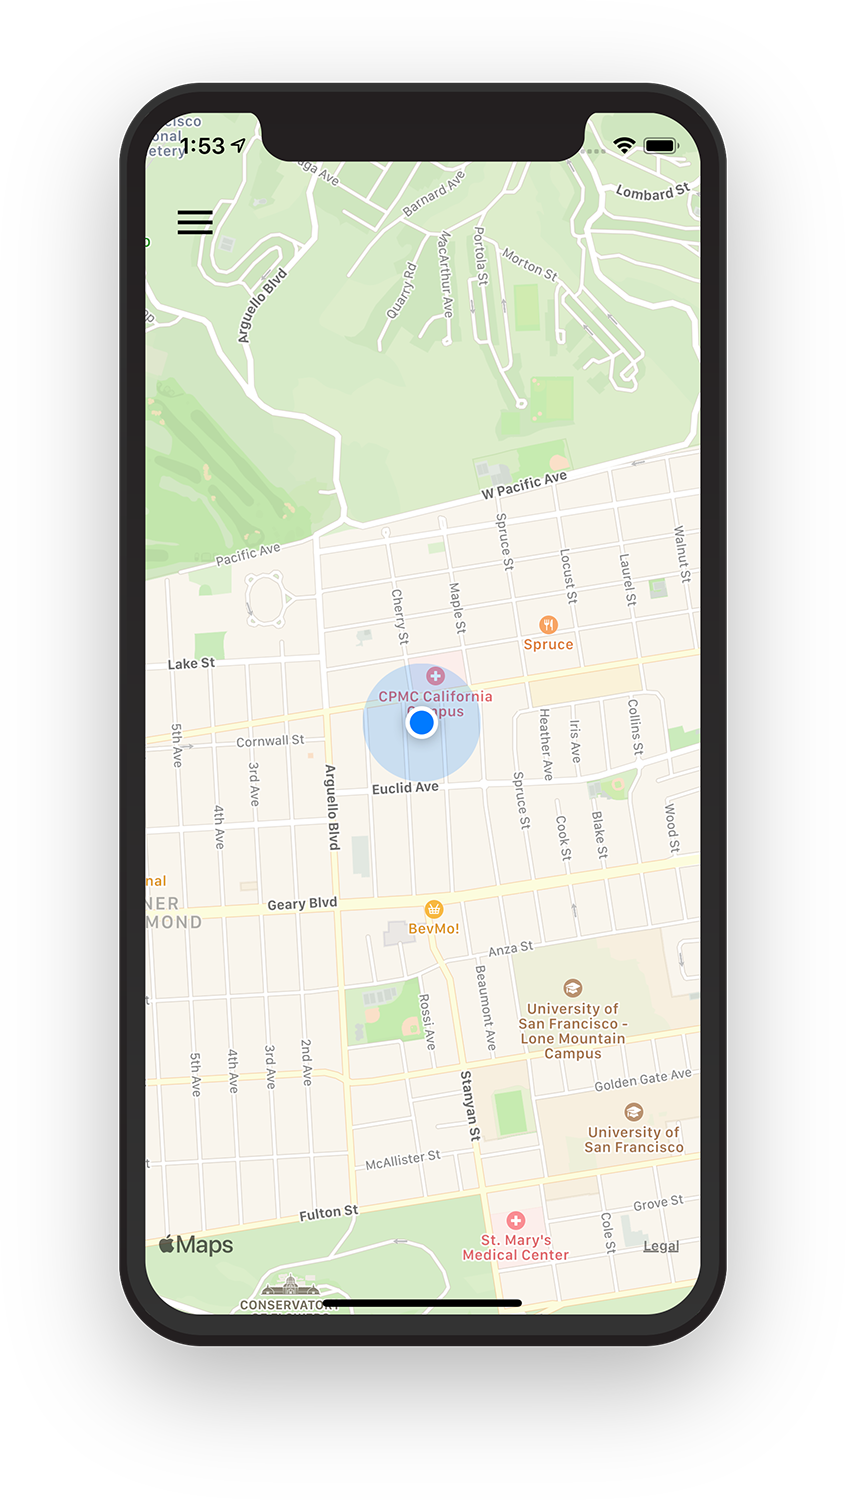 cisco
onal
etery
1:53
uga Ave
Barnard Ave
Lombard St
MacArthur Ave
Portola St
Morton St
Quarry Rd
Arguello Blvd
op
W Pacific Ave
Pacific Ave
Spruce St
Locust St
Laurel St
Walnut St
Cherry St
Maple St
Spruce
Lake St
CPMC California
Campus
5th Ave
Cornwall St
3rd Ave
4th Ave
Arguello Blvd
Euclid Ave
Heather Ave
Iris Ave
Collins St
Spruce St
Cook St
Blake St
Wood St
nal
NER
MOND
Geary Blvd
BevMo!
Anza St
t
Rossi Ave
Beaumont Ave
University of
San Francisco -
Lone Mountain
Campus
5th Ave
4th Ave
3rd Ave
2nd Ave
Stanyan St
Golden Gate Ave
University of
San Francisco
t
McAllister St
Fulton St
Grove St
Cole St
St. Mary's
Medical Center
Maps
Legal
CONSERVATORY
OF FLOWERS